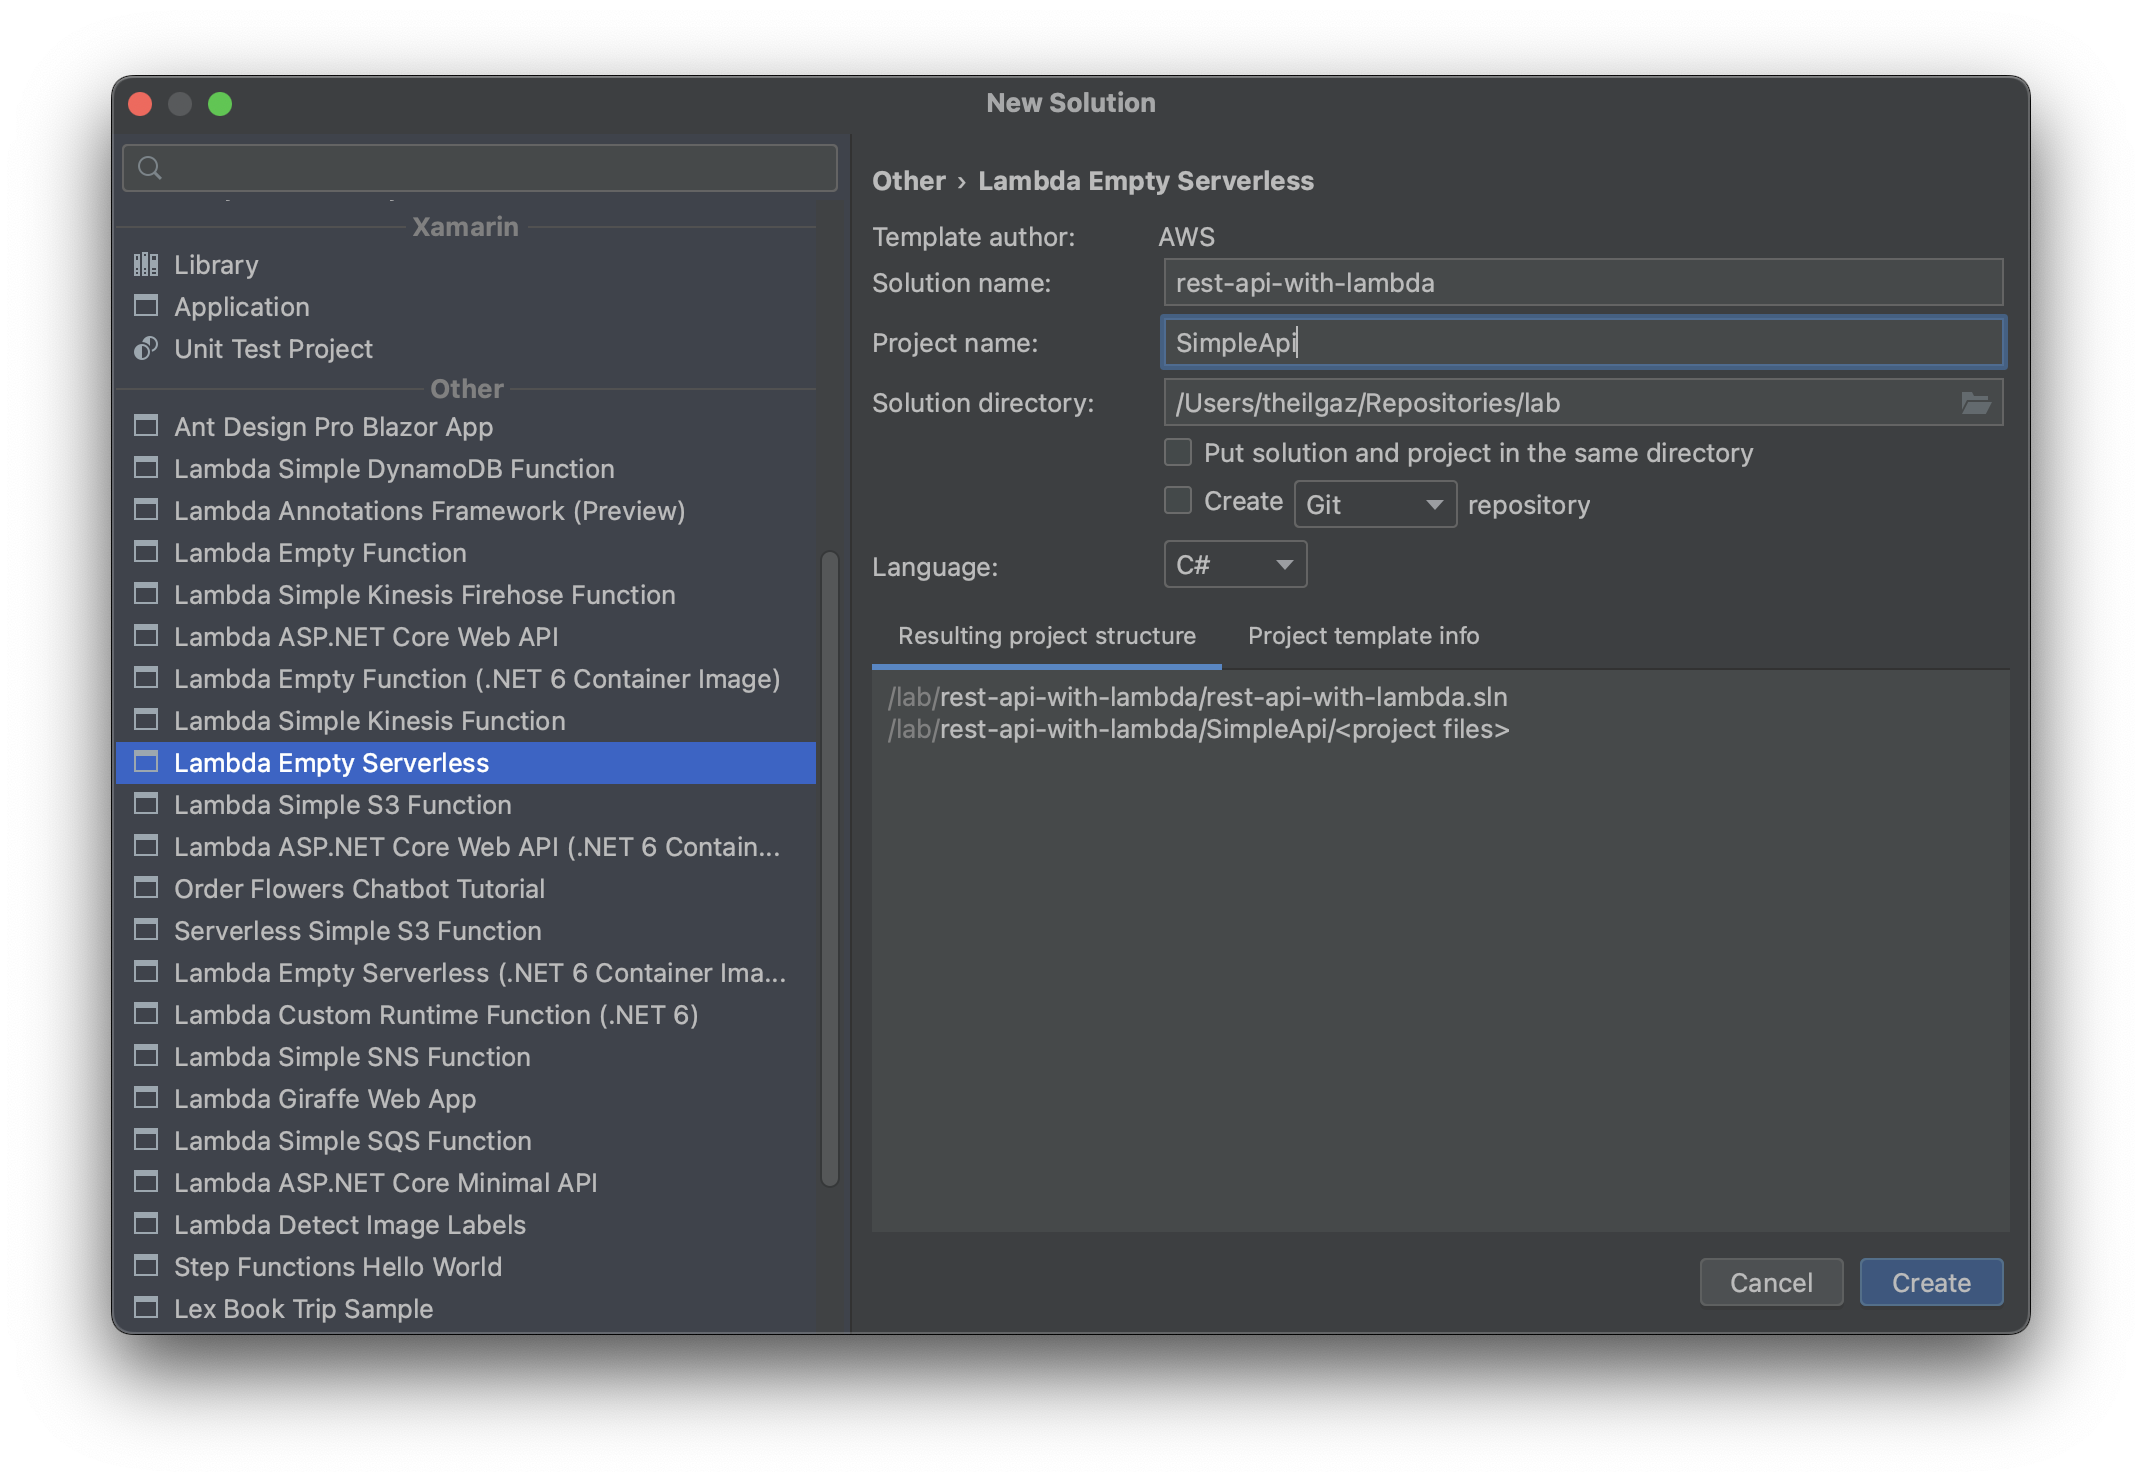 New Solution
Xamarin
Library
Application
Unit Test Project
Other
Ant Design Pro Blazor App
Lambda Simple DynamoDB Function
Lambda Annotations Framework (Preview)
Lambda Empty Function
Lambda Simple Kinesis Firehose Function
Lambda ASP.NET Core Web API
Lambda Empty Function (.NET 6 Container Image)
Lambda Simple Kinesis Function
Lambda Empty Serverless
Lambda Simple S3 Function
Lambda ASP.NET Core Web API (.NET 6 Contain...
Order Flowers Chatbot Tutorial
Serverless Simple S3 Function
Lambda Empty Serverless (.NET 6 Container Ima...
Lambda Custom Runtime Function (.NET 6)
Lambda Simple SNS Function
Lambda Giraffe Web App
Lambda Simple SQS Function
Lambda ASP.NET Core Minimal API
Lambda Detect Image Labels
Step Functions Hello World
Lex Book Trip Sample
Other › Lambda Empty Serverless
Template author: AWS
Solution name: rest-api-with-lambda
Project name: SimpleApi
Solution directory: /Users/theilgaz/Repositories/lab
Put solution and project in the same directory
Create Git repository
Language: C#
Resulting project structure Project template info
/lab/rest-api-with-lambda/rest-api-with-lambda.sln
/lab/rest-api-with-lambda/SimpleApi/<project files>
Cancel Create